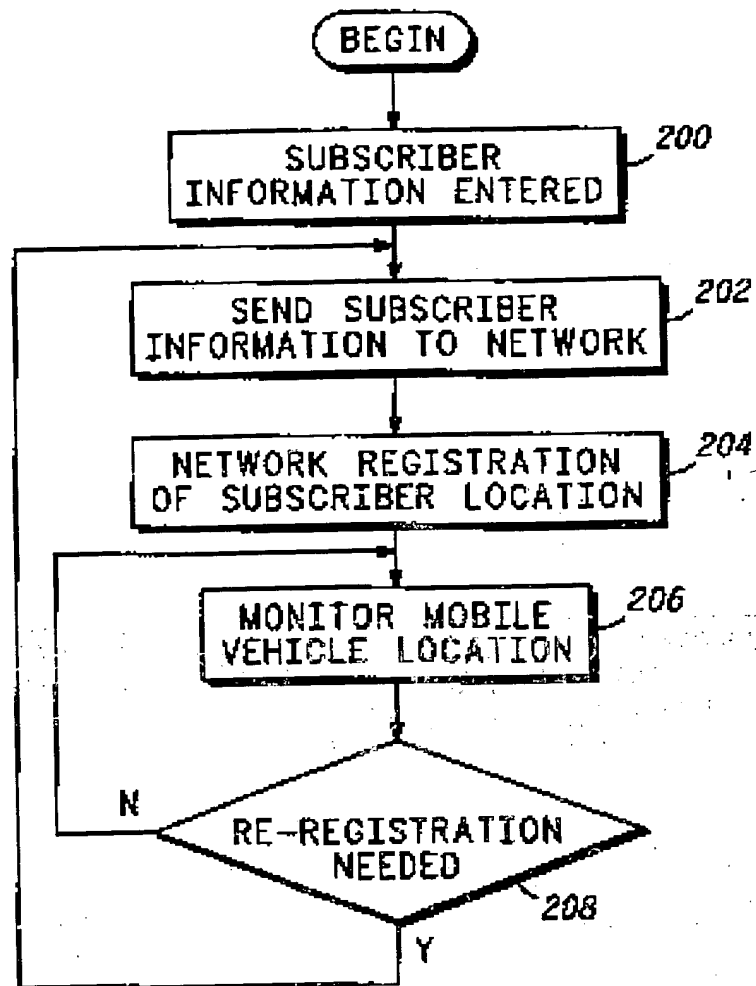 BEGIN
SUBSCRIBER
INFORMATION ENTERED
200
SEND SUBSCRIBER
INFORMATION TO NETWORK
202
NETWORK REGISTRATION
OF SUBSCRIBER LOCATION
204
MONITOR MOBILE
VEHICLE LOCATION
206
N
RE-REGISTRATION
NEEDED
208
Y